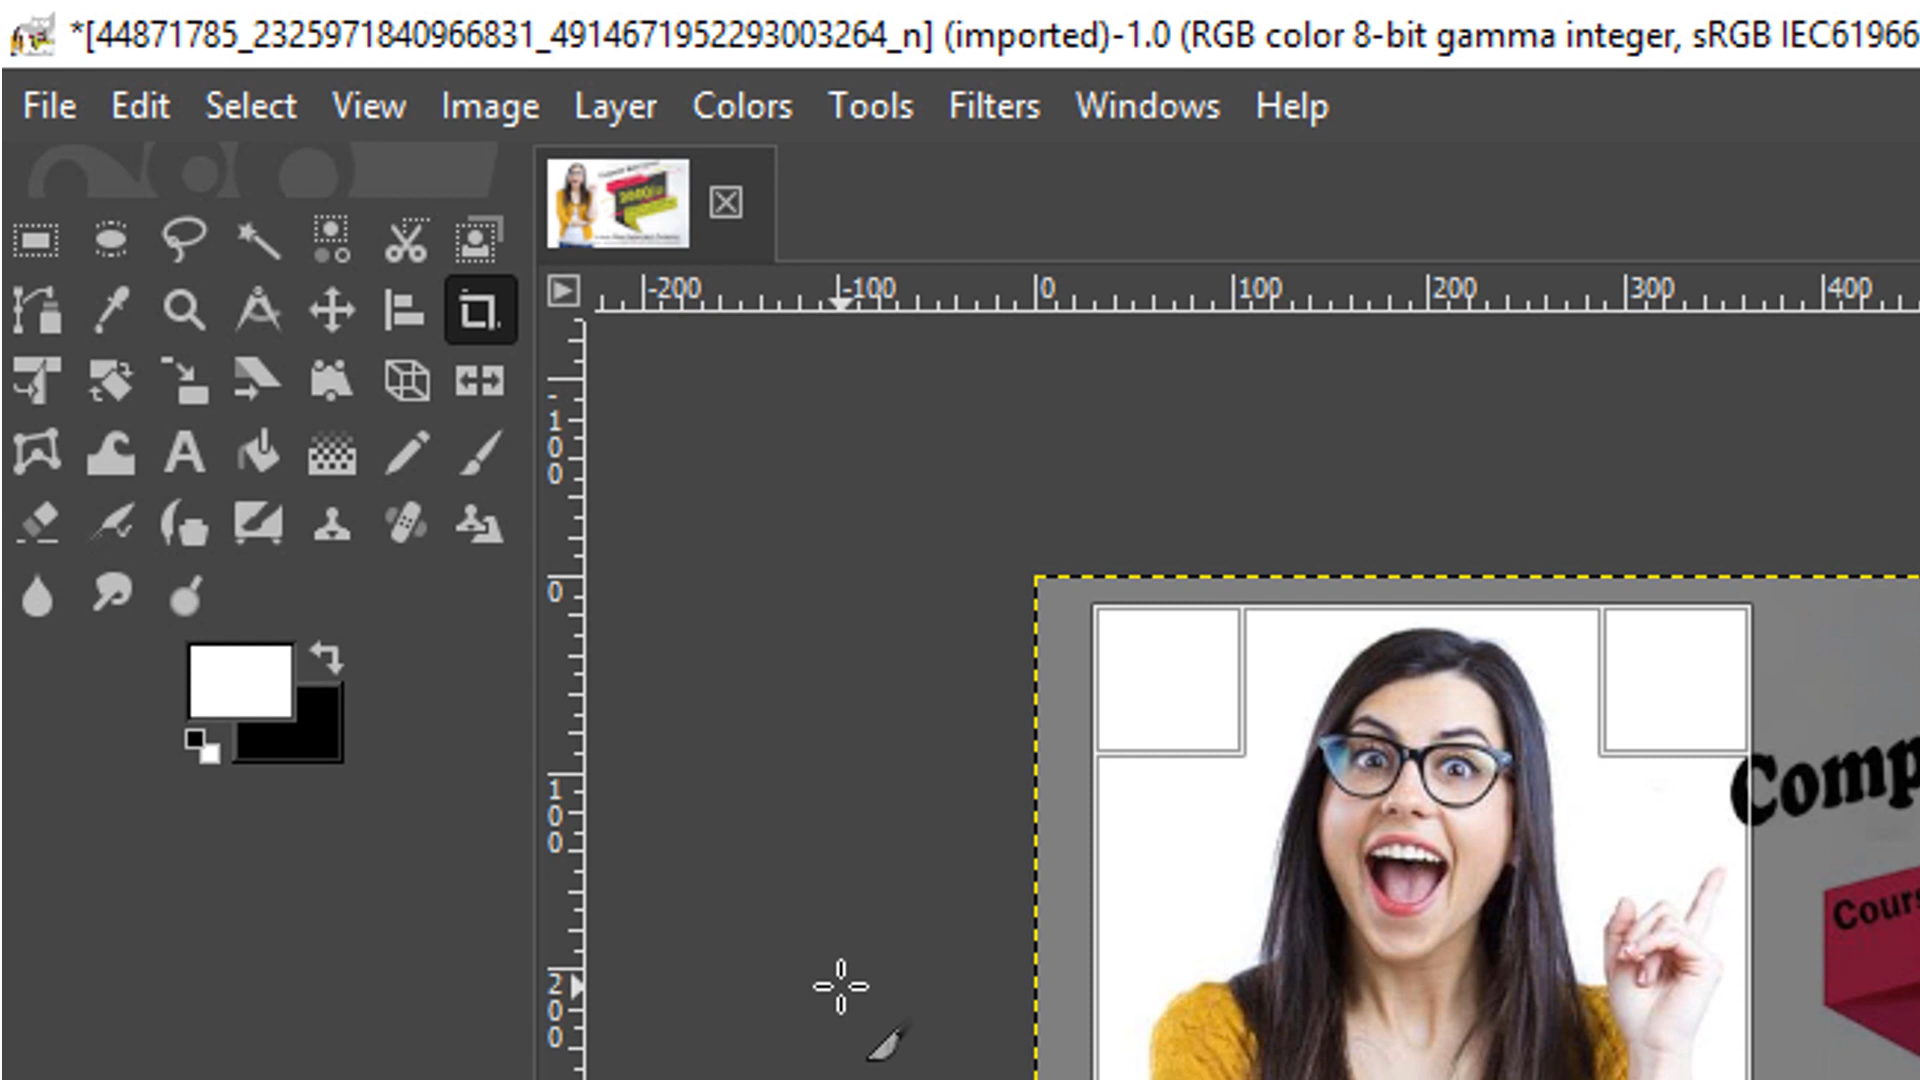 *[44871785_2325971840966831_4914671952293003264_n] (imported)-1.0 (RGB color 8-bit gamma integer, sRGB IEC61966
File Edit Select View Image Layer Colors Tools Filters Windows Help
-200 -100 0 100 200 300 400
-100
0
100
200
Comp
Cours